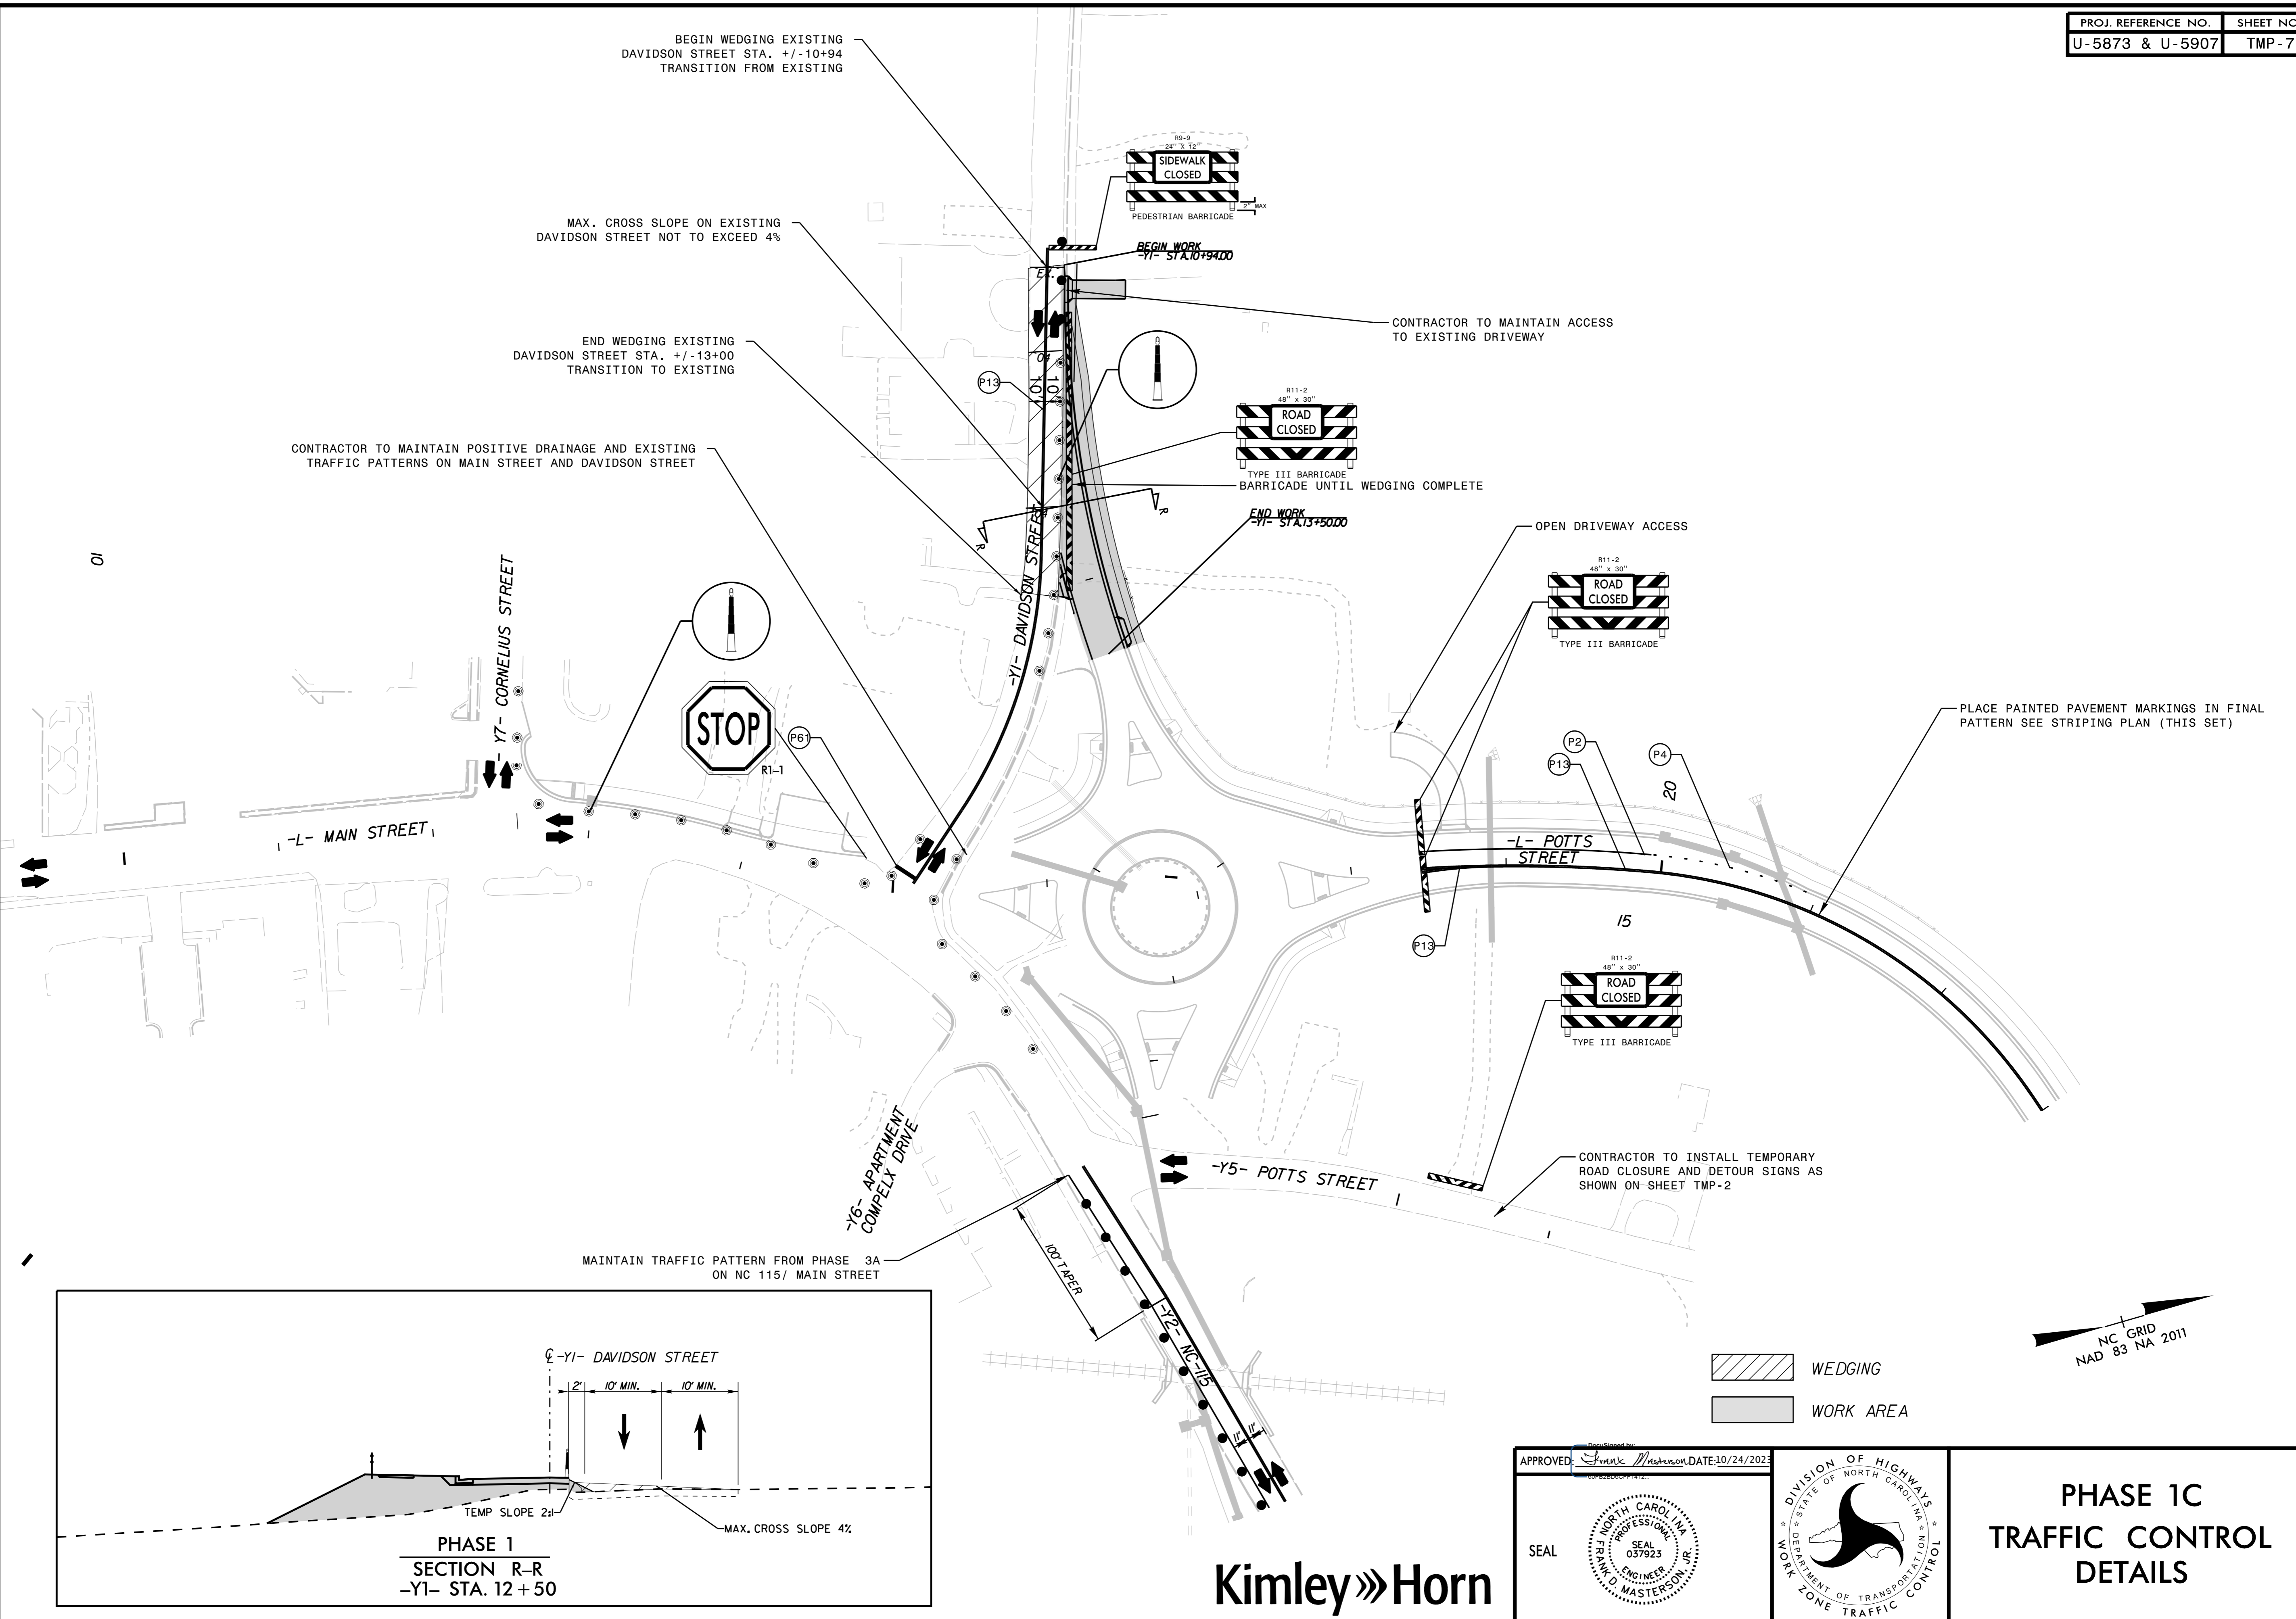 PROJ. REFERENCE NO.
SHEET NO
U-5873 & U-5907
TMP-7
BEGIN WEDGING EXISTING
DAVIDSON STREET STA. +/-10+94
TRANSITION FROM EXISTING
R9-9
24" X 12"
SIDEWALK
CLOSED
2" MAX
PEDESTRIAN BARRICADE
MAX. CROSS SLOPE ON EXISTING
DAVIDSON STREET NOT TO EXCEED 4%
BEGIN WORK
-Y1- STA.10+94.00
EX.
CONTRACTOR TO MAINTAIN ACCESS
TO EXISTING DRIVEWAY
END WEDGING EXISTING
DAVIDSON STREET STA. +/-13+00
TRANSITION TO EXISTING
04
P13
10'
10'
R11-2
48" x 30"
ROAD
CLOSED
TYPE III BARRICADE
BARRICADE UNTIL WEDGING COMPLETE
CONTRACTOR TO MAINTAIN POSITIVE DRAINAGE AND EXISTING
TRAFFIC PATTERNS ON MAIN STREET AND DAVIDSON STREET
R
R
END WORK
-Y1- STA.13+50.00
OPEN DRIVEWAY ACCESS
10
R11-2
48" x 30"
ROAD
CLOSED
TYPE III BARRICADE
-Y7- CORNELIUS STREET
-Y1- DAVIDSON STREET
STOP
R1-1
P61
PLACE PAINTED PAVEMENT MARKINGS IN FINAL
PATTERN SEE STRIPING PLAN (THIS SET)
P2
P13
P4
20
-L- MAIN STREET
-L- POTTS
STREET
15
P13
R11-2
48" x 30"
ROAD
CLOSED
TYPE III BARRICADE
-Y6- APARTMENT
COMPELX DRIVE
-Y5- POTTS STREET
CONTRACTOR TO INSTALL TEMPORARY
ROAD CLOSURE AND DETOUR SIGNS AS
SHOWN ON SHEET TMP-2
MAINTAIN TRAFFIC PATTERN FROM PHASE 3A
ON NC 115/ MAIN STREET
100' TAPER
-Y2- NC-115
11'
11'
NC GRID
NAD 83 NA 2011
WEDGING
WORK AREA
℄ -Y1- DAVIDSON STREET
2'
10' MIN.
10' MIN.
TEMP SLOPE 2:1
MAX. CROSS SLOPE 4%
PHASE 1
SECTION R-R
-Y1- STA. 12+50
Kimley»Horn
DocuSigned by:
APPROVED: Frank Masterson DATE: 10/24/2023
SEAL
NORTH CAROLINA
PROFESSIONAL
SEAL
037923
ENGINEER
FRANK D. MASTERSON, JR.
DIVISION OF HIGHWAYS
STATE OF NORTH CAROLINA
DEPARTMENT OF TRANSPORTATION
WORK ZONE TRAFFIC CONTROL
PHASE 1C
TRAFFIC CONTROL
DETAILS